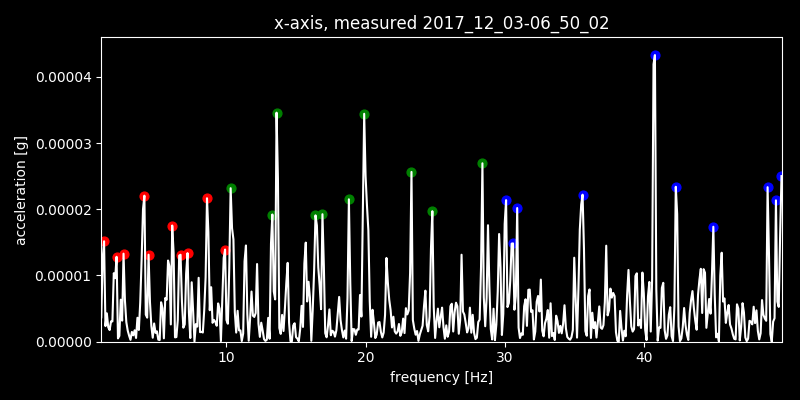 x-axis, measured 2017_12_03-06_50_02
0.00004
0.00003
0.00002
0.00001
0.00000
acceleration [g]
10 20 30 40
frequency [Hz]